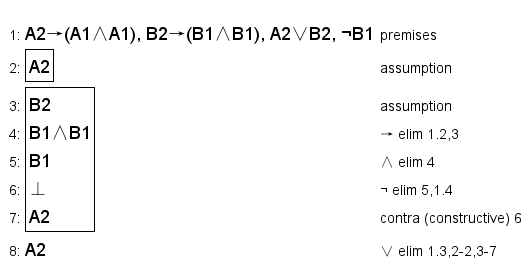 1: A2→(A1∧A1), B2→(B1∧B1), A2∨B2, ¬B1 premises
2: A2 assumption
3: B2 assumption
4: B1∧B1 → elim 1.2,3
5: B1 ∧ elim 4
6: ⊥ ¬ elim 5,1.4
7: A2 contra (constructive) 6
8: A2 ∨ elim 1.3,2-2,3-7